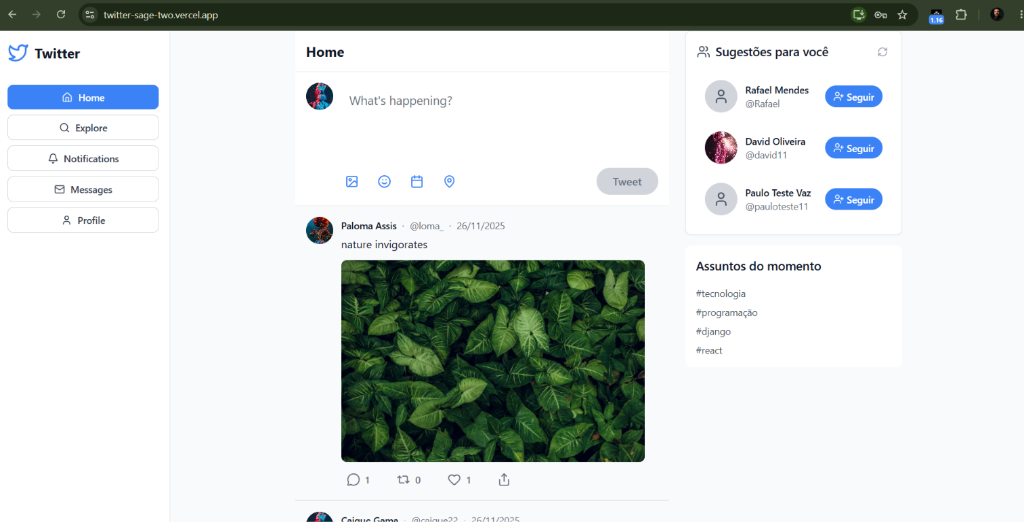 twitter-sage-two.vercel.app
1.16
Twitter
Home
Explore
Notifications
Messages
Profile
Home
What's happening?
Tweet
Paloma Assis · @loma_ · 26/11/2025
nature invigorates
1 0 1
Caique Game · @caique22 · 26/11/2025
Sugestões para você
Rafael Mendes
@Rafael
Seguir
David Oliveira
@david11
Seguir
Paulo Teste Vaz
@pauloteste11
Seguir
Assuntos do momento
#tecnologia
#programação
#django
#react